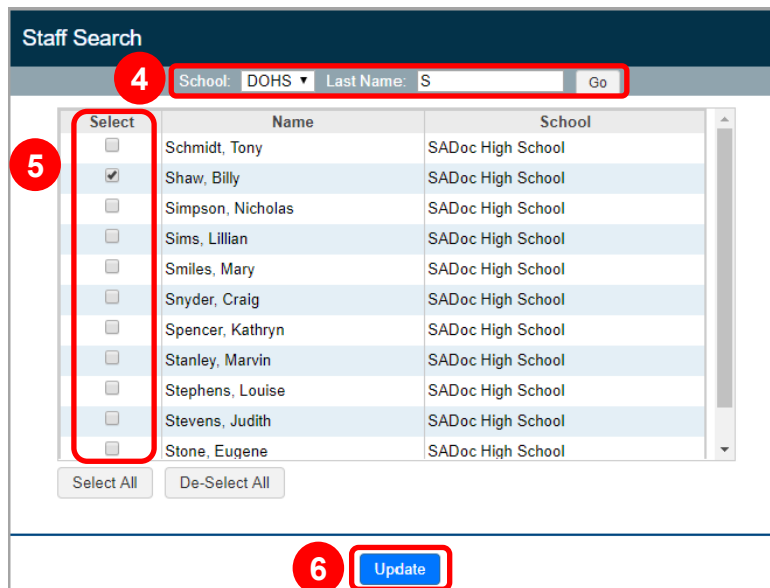 Staff Search
4 School: DOHS Last Name: S Go
Select Name School
Schmidt, Tony SADoc High School
5 Shaw, Billy SADoc High School
Simpson, Nicholas SADoc High School
Sims, Lillian SADoc High School
Smiles, Mary SADoc High School
Snyder, Craig SADoc High School
Spencer, Kathryn SADoc High School
Stanley, Marvin SADoc High School
Stephens, Louise SADoc High School
Stevens, Judith SADoc High School
Stone, Eugene SADoc High School
Select All De-Select All
6 Update